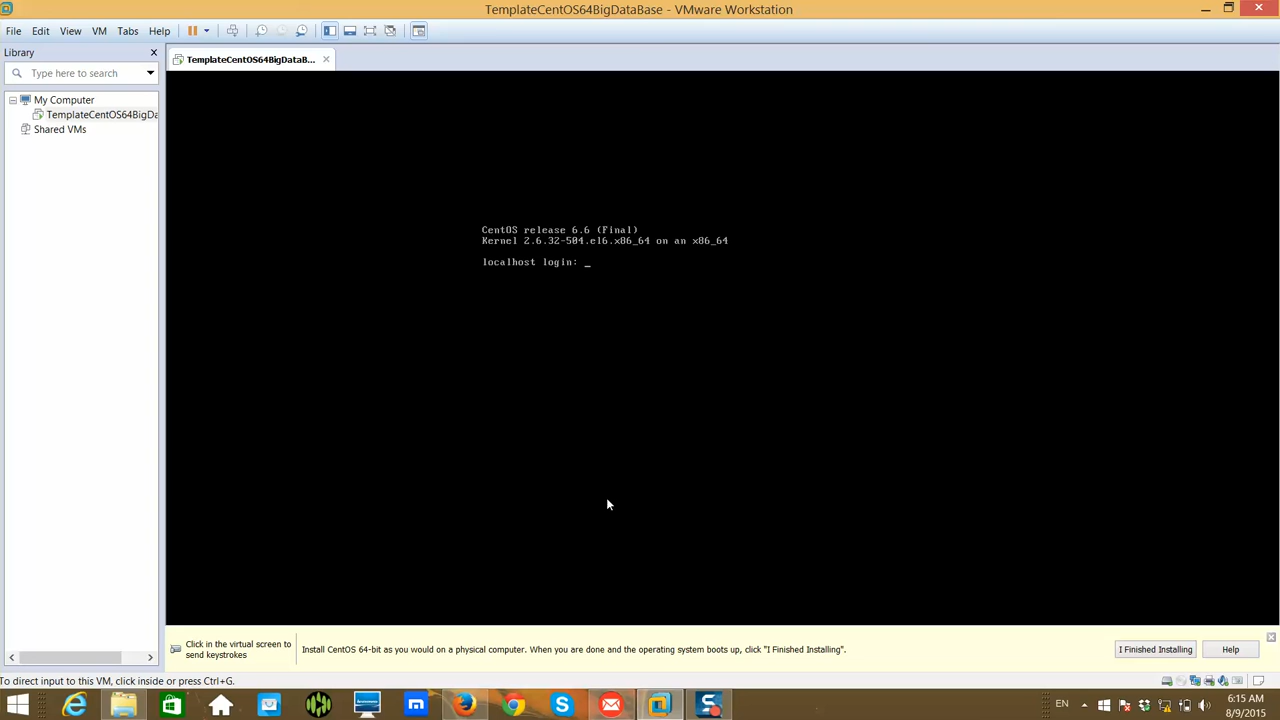 TemplateCentOS64BigDataBase - VMware Workstation
File Edit View VM Tabs Help
Library
TemplateCentOS64BigDataB...
Type here to search
My Computer
TemplateCentOS64BigDa
Shared VMs
CentOS release 6.6 (Final)
Kernel 2.6.32-504.el6.x86_64 on an x86_64
localhost login: _
Click in the virtual screen to
send keystrokes
Install CentOS 64-bit as you would on a physical computer. When you are done and the operating system boots up, click "I Finished Installing".
I Finished Installing
Help
To direct input to this VM, click inside or press Ctrl+G.
EN
6:15 AM
8/9/2015